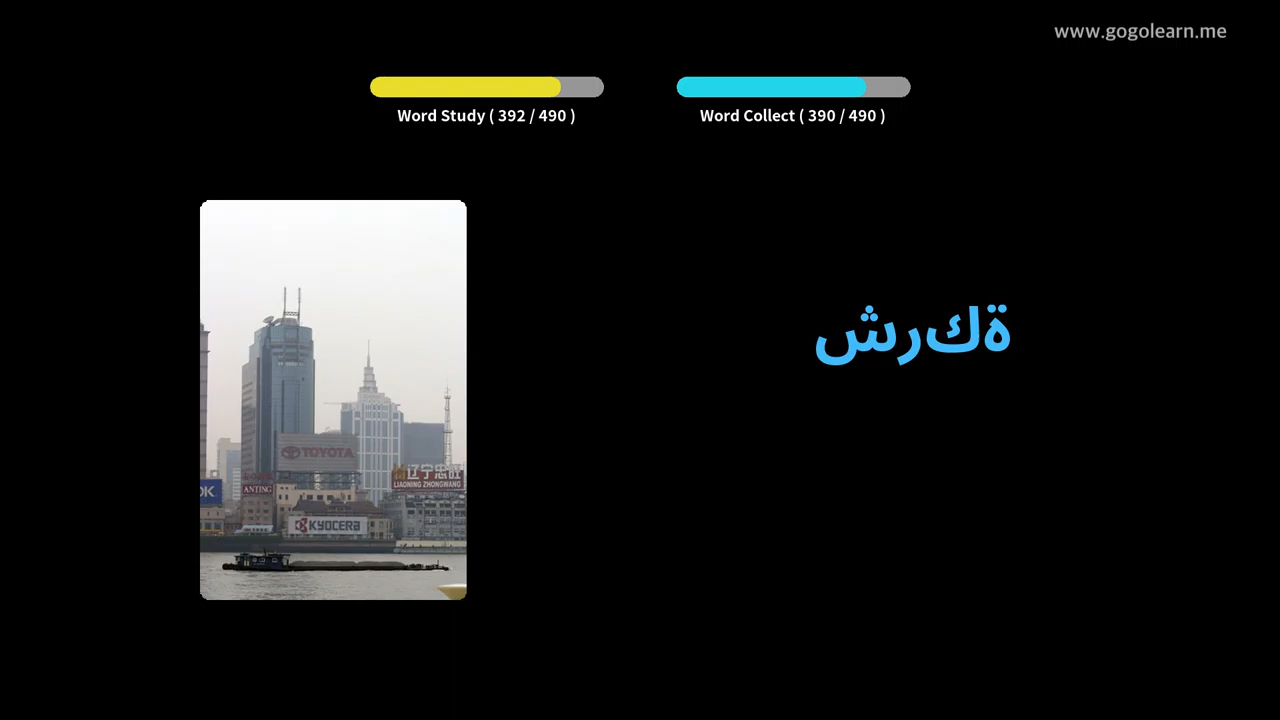 www.gogolearn.me
Word Study ( 392 / 490 )
Word Collect ( 390 / 490 )
شركة
TOYOTA
辽宁忠旺
LIAONING ZHONGWANG
OK
ANTING
KYOCERA